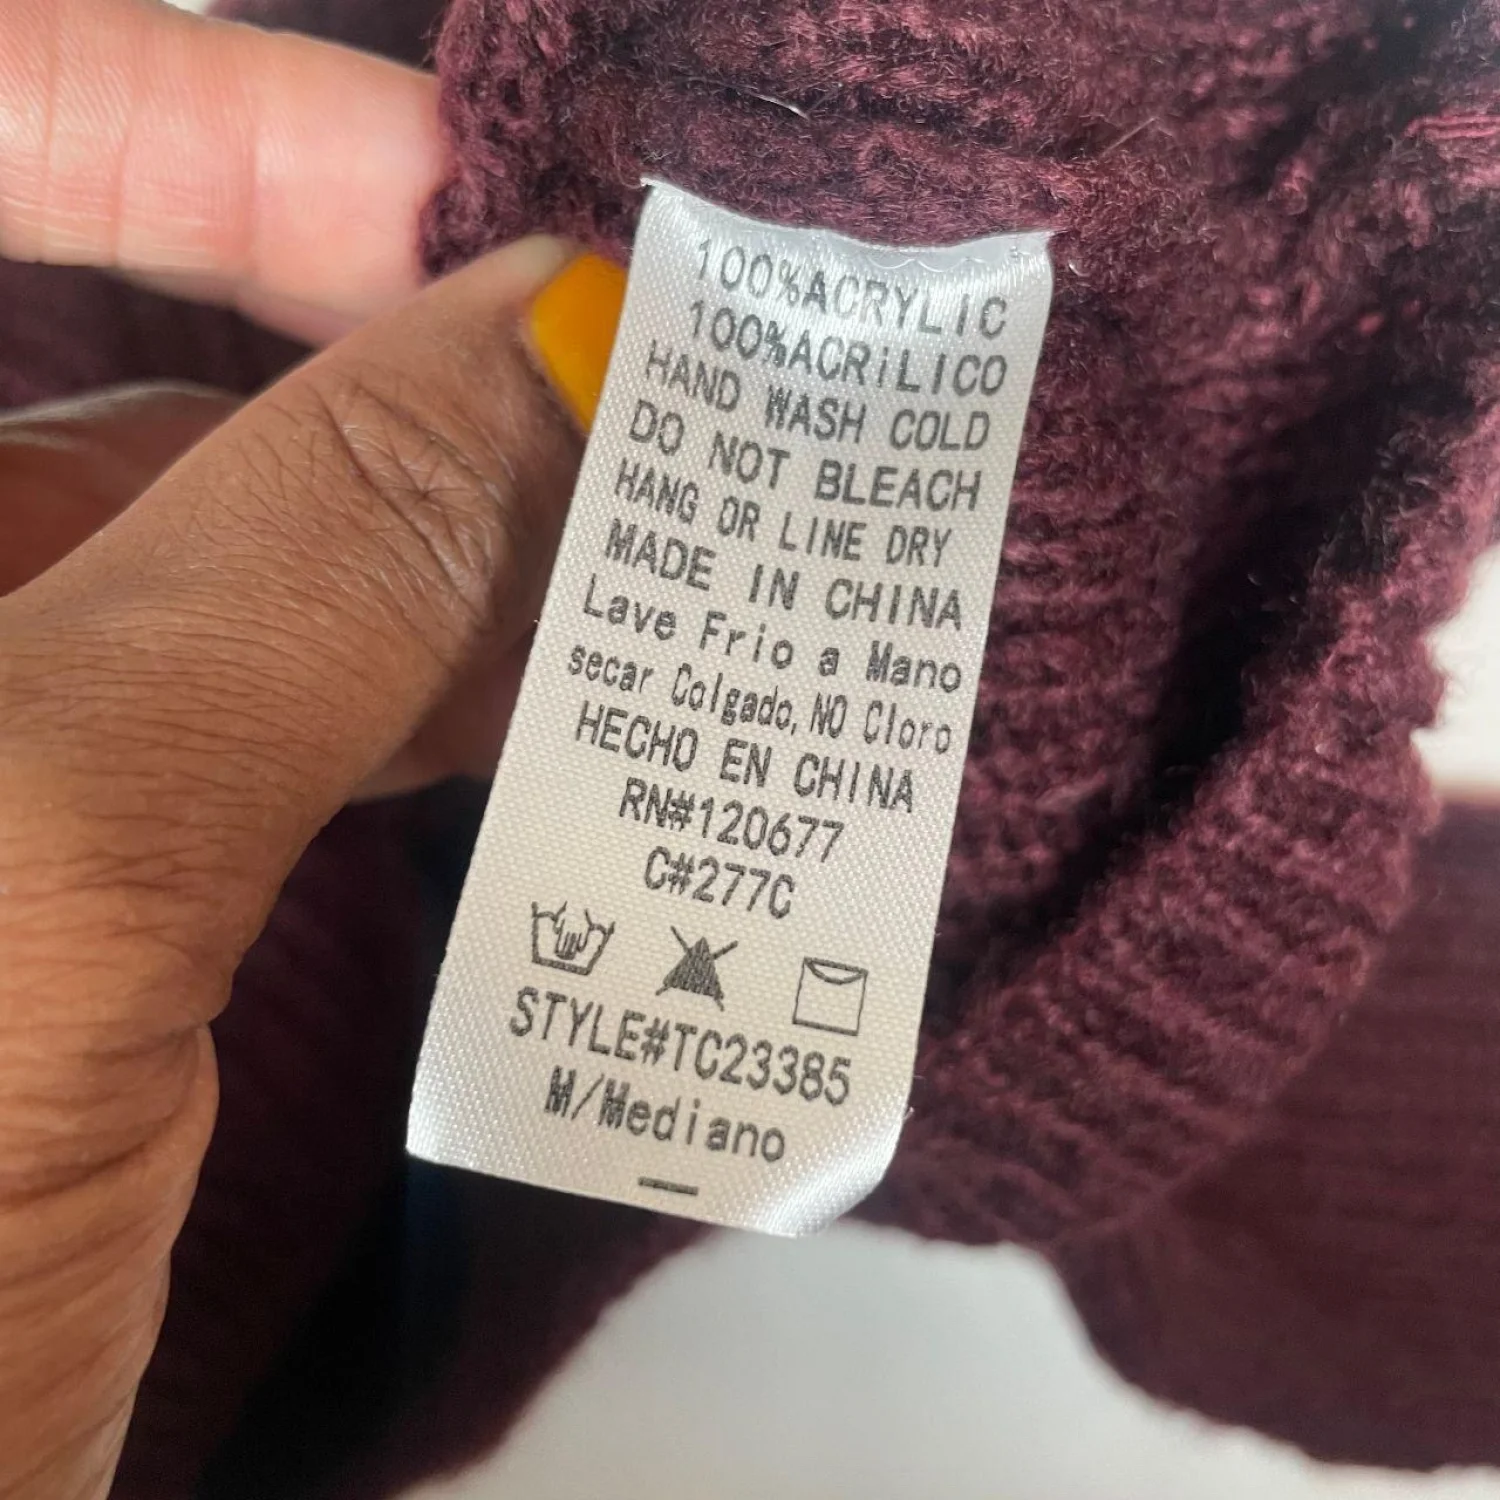 100%ACRYLIC
100%ACRiLICO
HAND WASH COLD
DO NOT BLEACH
HANG OR LINE DRY
MADE IN CHINA
Lave Frio a Mano
secar Colgado, NO Cloro
HECHO EN CHINA
RN#120677
C#277C
STYLE#TC23385
M/Mediano